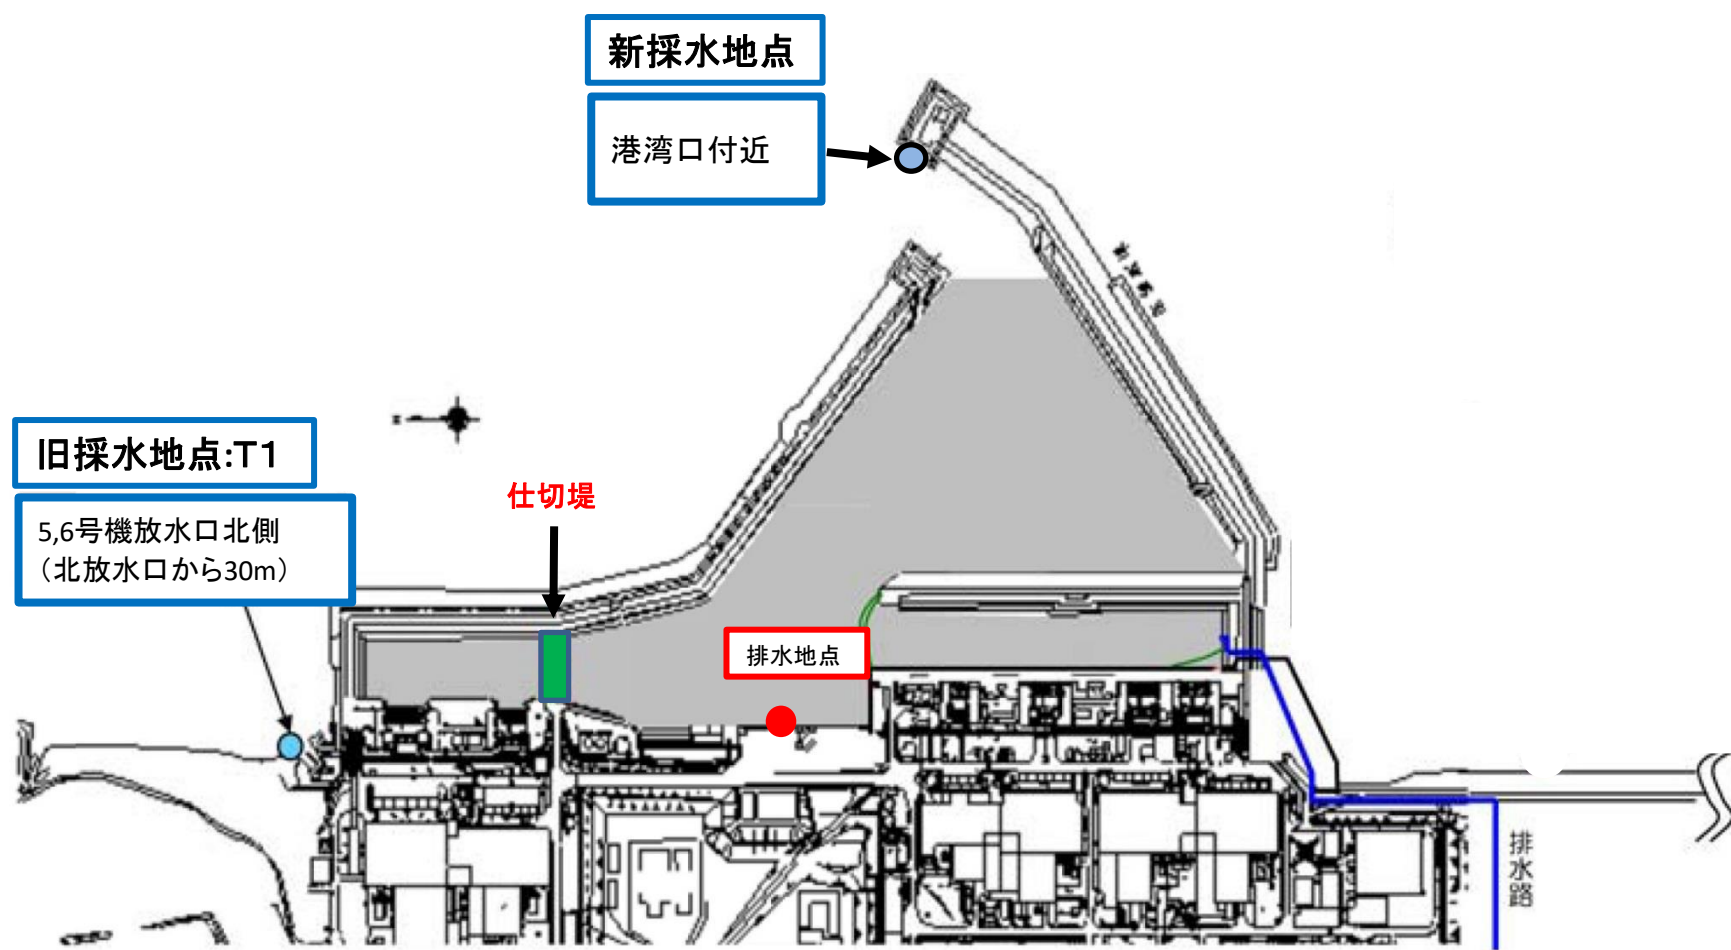 新採水地点
港湾口付近
旧採水地点:T1
5,6号機放水口北側
（北放水口から30m）
仕切堤
排水地点
排水路